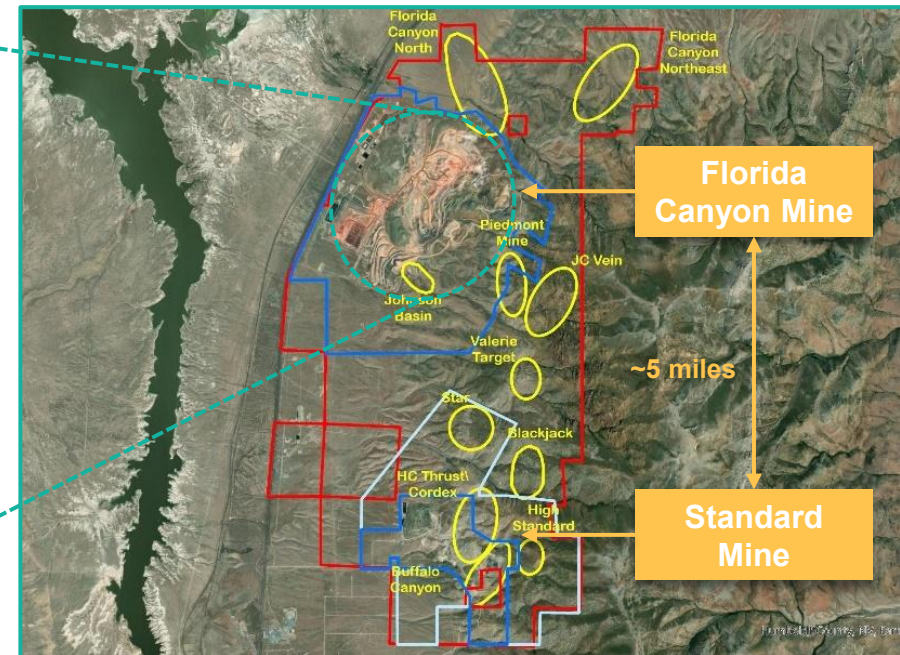 Florida
Canyon
North
Florida
Canyon
Northeast
Florida
Canyon Mine
Piedmont
Mine
JC Vein
Johnson
Basin
Valerie
Target
~5 miles
Star
Blackjack
HC Thrust\
Cordex
High
Standard
Standard
Mine
Buffalo
Canyon